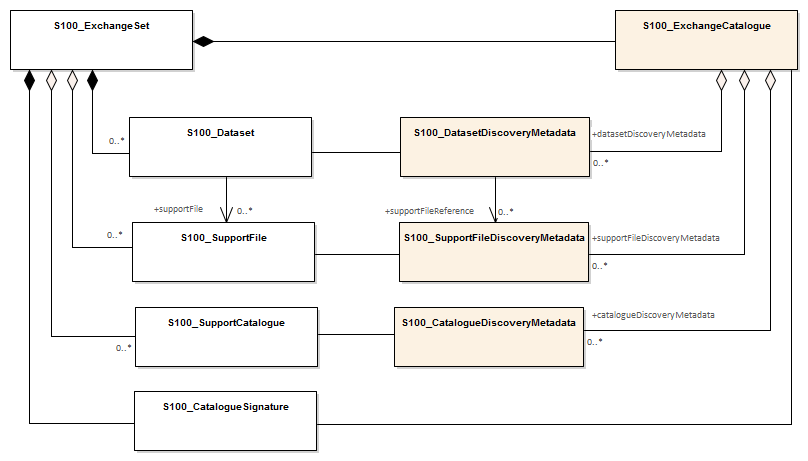 S100_ExchangeSet
S100_ExchangeCatalogue
S100_Dataset
S100_DatasetDiscoveryMetadata
+datasetDiscoveryMetadata
0..*
0..*
+supportFile
0..*
+supportFileReference
0..*
S100_SupportFile
S100_SupportFileDiscoveryMetadata
+supportFileDiscoveryMetadata
0..*
0..*
S100_SupportCatalogue
S100_CatalogueDiscoveryMetadata
+catalogueDiscoveryMetadata
0..*
0..*
S100_CatalogueSignature